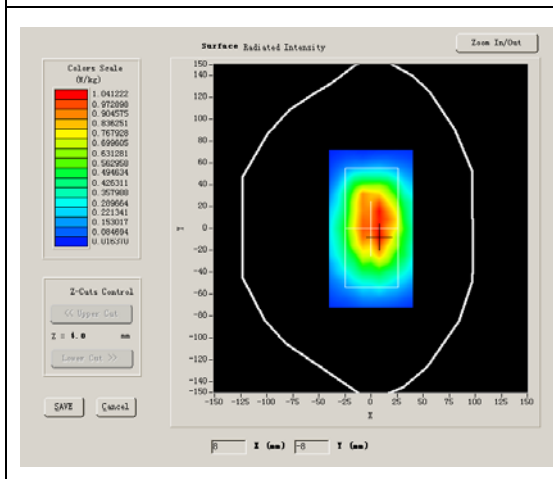 Surface Radiated Intensity
Zoom In/Out
Colors Scale
(W/kg)
1.041222
0.972898
0.904575
0.836251
0.767928
0.699605
0.631281
0.562958
0.494634
0.426311
0.357988
0.289664
0.221341
0.153017
0.084694
0.016370
150
140
120
100
80
60
40
20
0
-20
-40
-60
-80
-100
-120
-140
-150
Y
-150 -125 -100 -75 -50 -25 0 25 50 75 100 125 150
X
Z-Cuts Control
<< Upper Cut
Z = 4.0 mm
Lower Cut >>
SAVE Cancel
8 X (mm) -8 Y (mm)